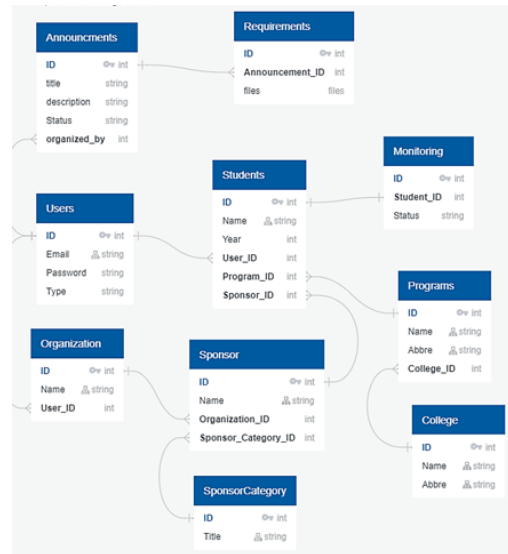 Announcments
ID int
title string
description string
Status string
organized_by int
Requirements
ID int
Announcement_ID int
files files
Monitoring
ID int
Student_ID int
Status string
Students
ID int
Name string
Year int
User_ID int
Program_ID int
Sponsor_ID int
Users
ID int
Email string
Password string
Type string
Programs
ID int
Name string
Abbre string
College_ID int
Organization
ID int
Name string
User_ID int
Sponsor
ID int
Name string
Organization_ID int
Sponsor_Category_ID int
College
ID int
Name string
Abbre string
SponsorCategory
ID int
Title string